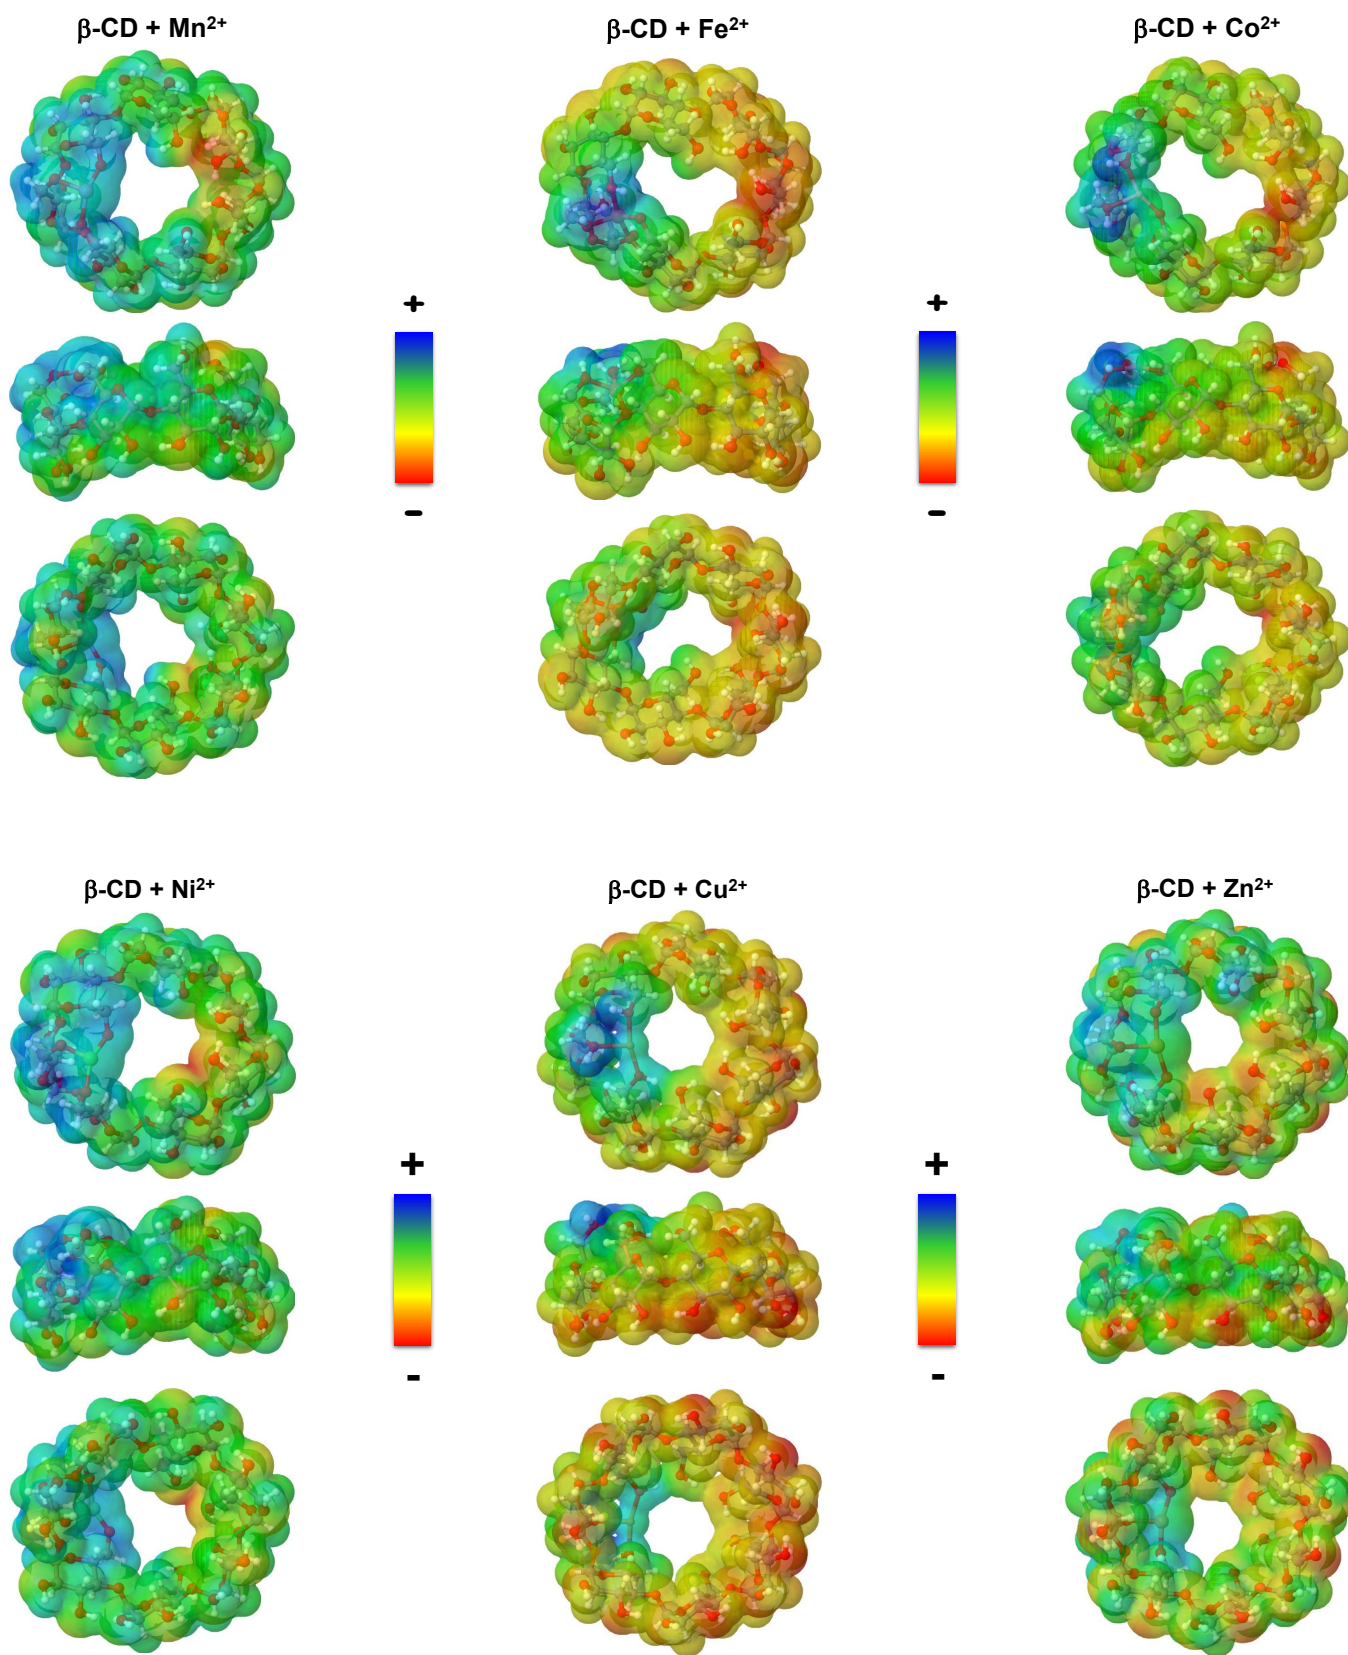 β-CD + Mn²⁺
β-CD + Fe²⁺
β-CD + Co²⁺
+
+
−
−
β-CD + Ni²⁺
β-CD + Cu²⁺
β-CD + Zn²⁺
+
+
-
-